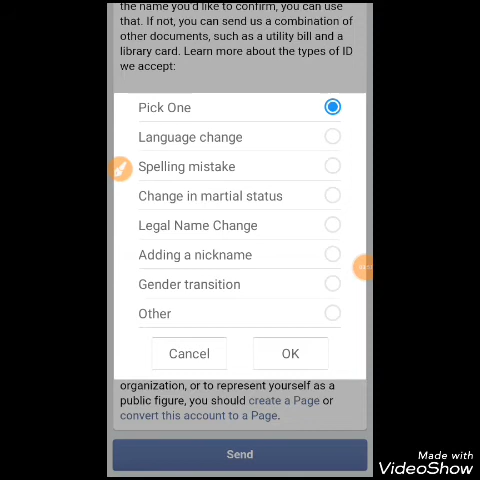 the name you'd like to confirm, you can use
that. If not, you can send us a combination of
other documents, such as a utility bill and a
library card. Learn more about the types of ID
we accept:
Pick One
Language change
Spelling mistake
Change in martial status
Legal Name Change
Adding a nickname
Gender transition
Other
Cancel OK
organization, or to represent yourself as a
public figure, you should create a Page or
convert this account to a Page.
Send
Made with
VideoShow